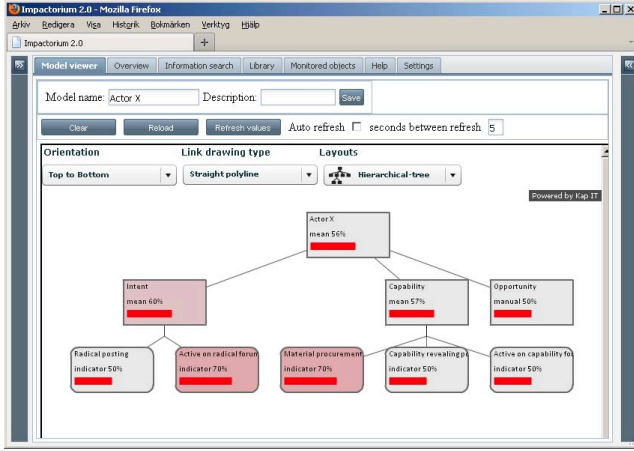 Impactorium 2.0 - Mozilla Firefox
Arkiv Redigera Visa Historik Bokmärken Verktyg Hjälp
Impactorium 2.0
Model viewer Overview Information search Library Monitored objects Help Settings
Model name: Actor X Description: Save
Clear Reload Refresh values Auto refresh seconds between refresh 5
Orientation Link drawing type Layouts
Top to Bottom Straight polyline Hierarchical-tree
Powered by Kap IT
Actor X
mean 56%
Intent
mean 60%
Capability
mean 57%
Opportunity
manual 50%
Radical posting
indicator 50%
Active on radical forum
indicator 70%
Material procurement
indicator 70%
Capability revealing po
indicator 50%
Active on capability fo
indicator 50%